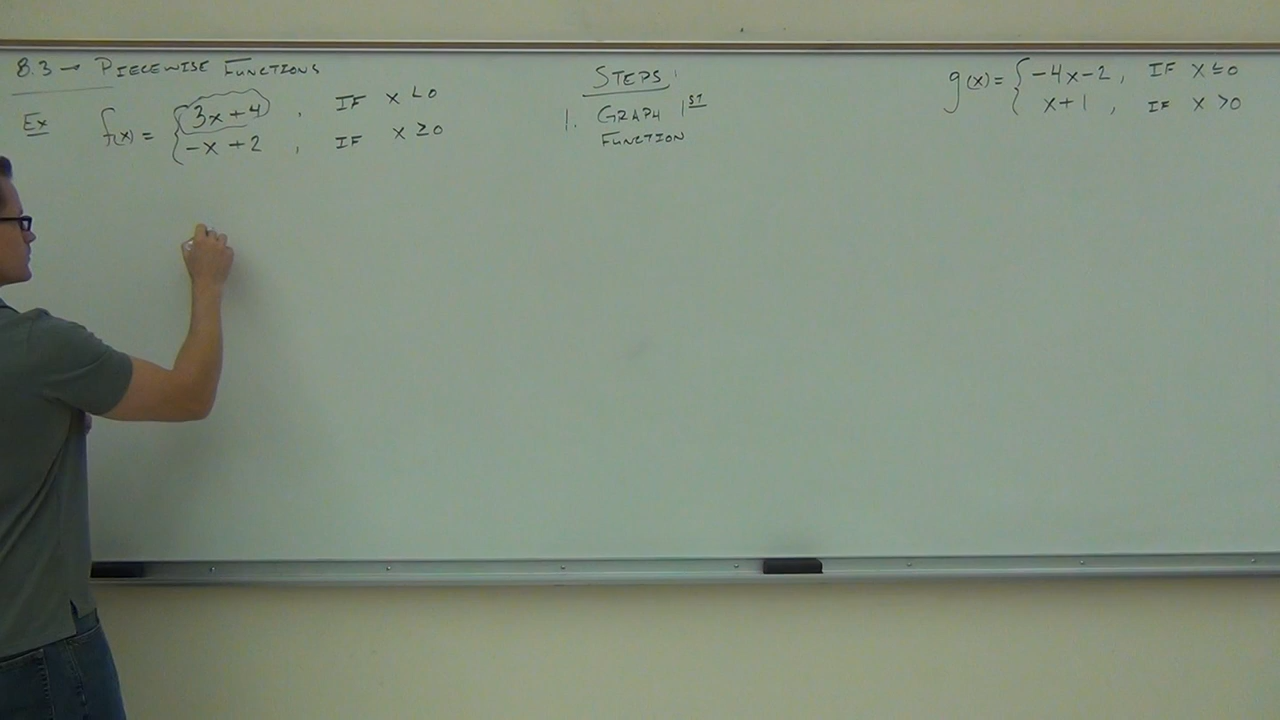 8.3 → PIECEWISE FUNCTIONS
Ex f(x) = { 3x+4 , IF x < 0
-x+2 , IF x ≥ 0
STEPS:
1. GRAPH 1ST
FUNCTION
g(x) = { -4x-2, IF x ≤ 0
x+1 , IF x > 0